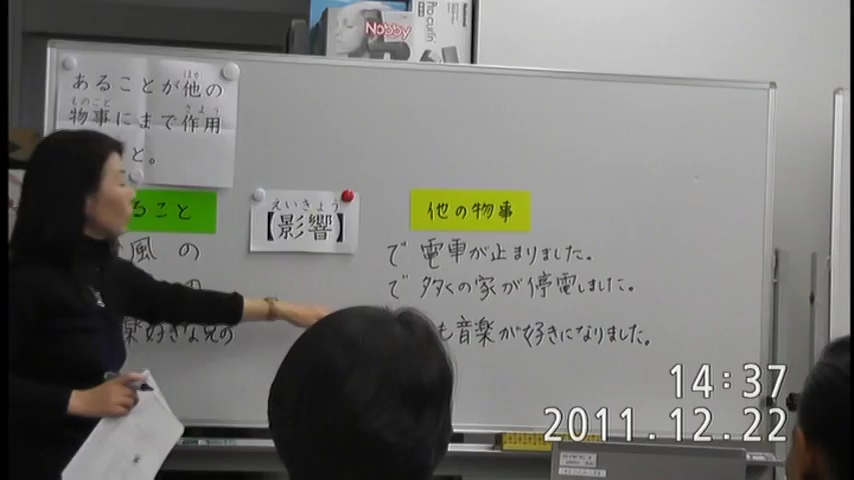 Nobby
あることが他の
ほか
物事にまで作用
ものごと さよう
と。
ること
えいきょう
【影響】
他の物事
風の
で 電車が止まりました。
の
で 多くの家が停電しました。
楽好きな兄の
も音楽が好きになりました。
14:37
2011.12.22